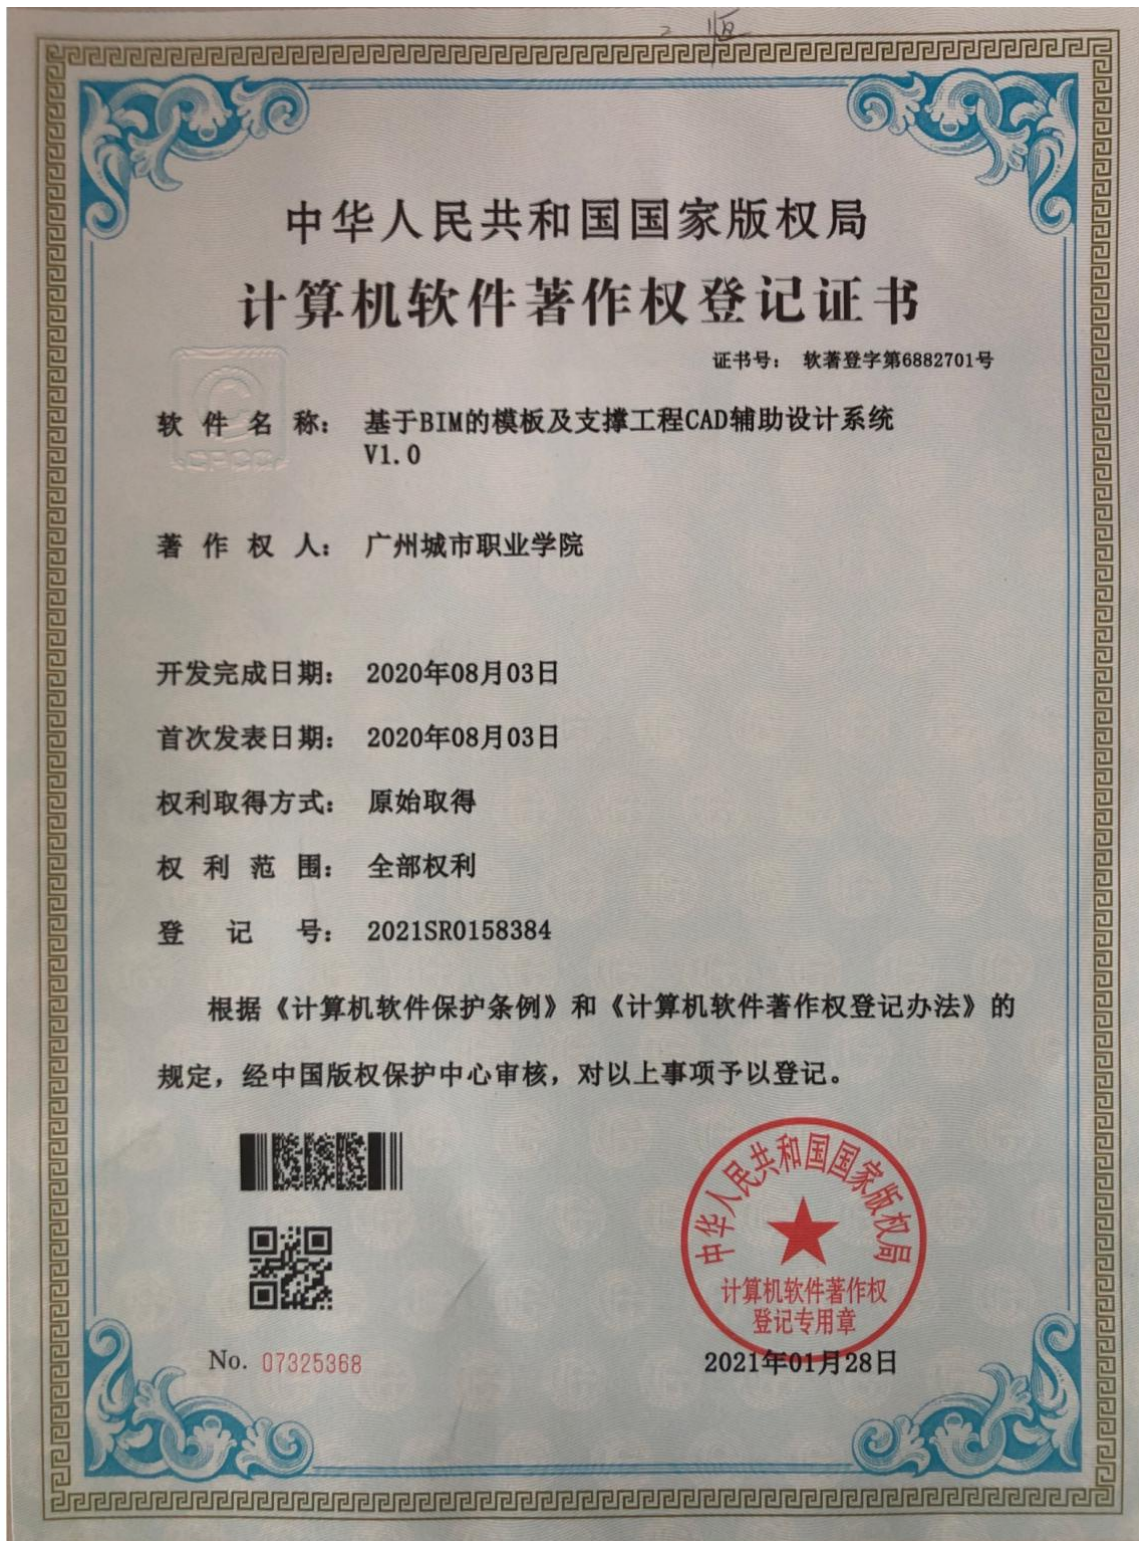 恒
中华人民共和国国家版权局
计算机软件著作权登记证书
证书号： 软著登字第6882701号
软件名称： 基于BIM的模板及支撑工程CAD辅助设计系统
V1.0
著作权人： 广州城市职业学院
开发完成日期： 2020年08月03日
首次发表日期： 2020年08月03日
权利取得方式： 原始取得
权利范围： 全部权利
登记号： 2021SR0158384
根据《计算机软件保护条例》和《计算机软件著作权登记办法》的
规定，经中国版权保护中心审核，对以上事项予以登记。
中华人民共和国国家版权局
计算机软件著作权
登记专用章
No. 07325368
2021年01月28日